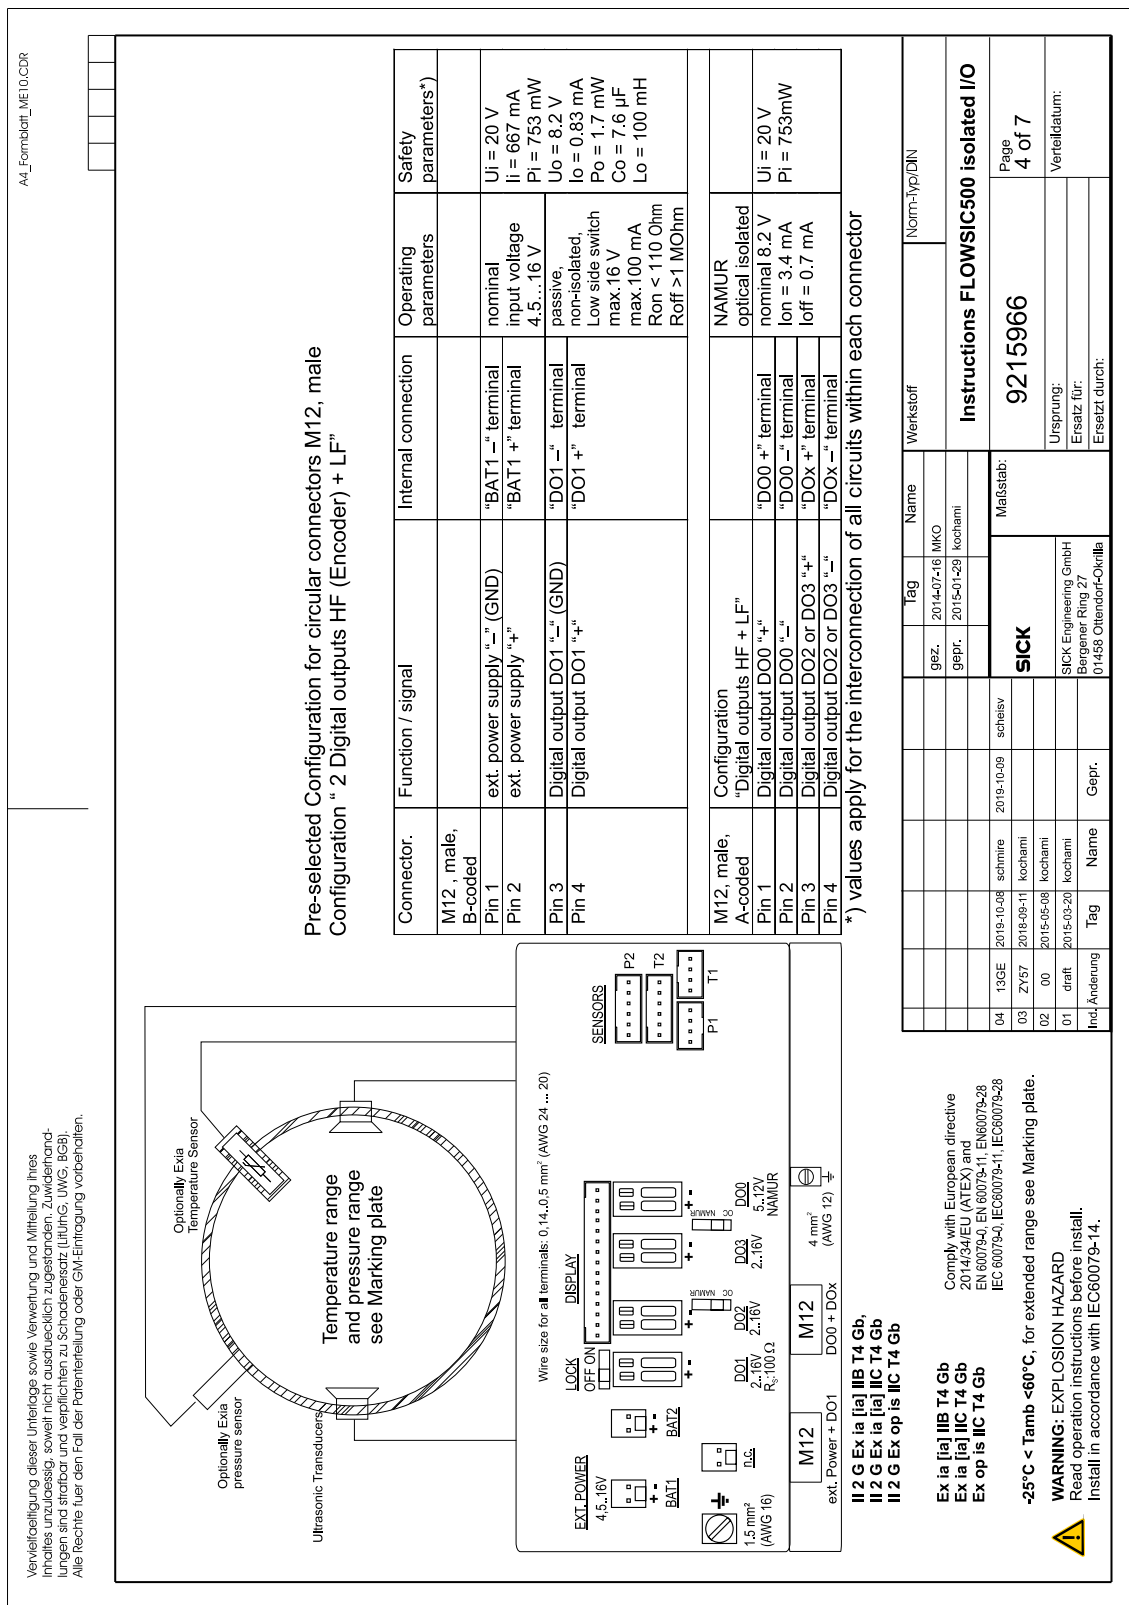 Vervielfaeltigung dieser Unterlage sowie Verwertung und Mitteilung ihres
Inhaltes unzulaessig, soweit nicht ausdruecklich zugestanden. Zuwiderhand-
lungen sind strafbar und verpflichten zu Schadenersatz (LitUrhG, UWG, BGB).
Alle Rechte fuer den Fall der Patenterteilung oder GM-Eintragung vorbehalten.
A4_Formblatt_ME10.CDR
Optionally Exia
Temperature Sensor
Optionally Exia
pressure sensor
Ultrasonic Transducers
Temperature range
and pressure range
see Marking plate
Wire size for all terminals: 0,14..0,5 mm² (AWG 24 ... 20)
EXT. POWER
4,5..16V
+ -
BAT1
+ -
BAT2
LOCK
OFF ON
DISPLAY
SENSORS
P2
T2
P1
T1
1,5 mm²
(AWG 16)
n.c.
+ -
DO1
2..16V
Rs:100 Ω
+ -
OC
NAMUR
DO2
2..16V
+ -
DO3
2..16V
+ -
OC
NAMUR
DO0
5..12V
NAMUR
M12
ext. Power + DO1
M12
DO0 + DOx
4 mm²
(AWG 12)
II 2 G Ex ia [ia] IIB T4 Gb,
II 2 G Ex ia [ia] IIC T4 Gb
II 2 G Ex op is IIC T4 Gb
Ex ia [ia] IIB T4 Gb
Ex ia [ia] IIC T4 Gb
Ex op is IIC T4 Gb
Comply with European directive
2014/34/EU (ATEX) and
EN 60079-0, EN 60079-11, EN60079-28
IEC 60079-0, IEC60079-11, IEC60079-28
-25°C < Tamb <60°C, for extended range see Marking plate.
WARNING: EXPLOSION HAZARD
Read operation instructions before install.
Install in accordance with IEC60079-14.
Pre-selected Configuration for circular connectors M12, male
Configuration “ 2 Digital outputs HF (Encoder) + LF”
Connector. Function / signal Internal connection Operating parameters Safety parameters*)
M12 , male,
B-coded
Pin 1 ext. power supply “–” (GND) “BAT1 –“ terminal
Pin 2 ext. power supply “+” “BAT1 +” terminal
nominal
input voltage
4.5…16 V
Pin 3 Digital output DO1 “–“ (GND) “DO1 –“ terminal
Pin 4 Digital output DO1 “+“ “DO1 +” terminal
passive,
non-isolated,
Low side switch
max.16 V
max.100 mA
Ron < 110 Ohm
Roff >1 MOhm
Ui = 20 V
Ii = 667 mA
Pi = 753 mW
Uo = 8.2 V
Io = 0.83 mA
Po = 1.7 mW
Co = 7.6 µF
Lo = 100 mH
M12, male,
A-coded
Configuration
“Digital outputs HF + LF”
Pin 1 Digital output DO0 “+“ “DO0 +” terminal
Pin 2 Digital output DO0 “–“ “DO0 –“ terminal
Pin 3 Digital output DO2 or DO3 “+“ “DOx +” terminal
Pin 4 Digital output DO2 or DO3 “–“ “DOx –“ terminal
NAMUR
optical isolated
nominal 8.2 V
Ion = 3.4 mA
Ioff = 0.7 mA
Ui = 20 V
Pi = 753mW
*) values apply for the interconnection of all circuits within each connector
04 13GE 2019-10-08 schmire 2019-10-09 scheisv
03 ZY57 2018-09-11 kochami
02 00 2015-05-08 kochami
01 draft 2015-03-20 kochami
Ind. Änderung Tag Name Gepr.
Tag Name
gez. 2014-07-16 MKO
gepr. 2015-01-29 kochami
SICK
Maßstab:
SICK Engineering GmbH
Bergener Ring 27
01458 Ottendorf-Okrilla
Werkstoff
Norm-Typ/DIN
Instructions FLOWSIC500 isolated I/O
9215966
Page
4 of 7
Ursprung:
Ersatz für:
Ersetzt durch:
Verteildatum: